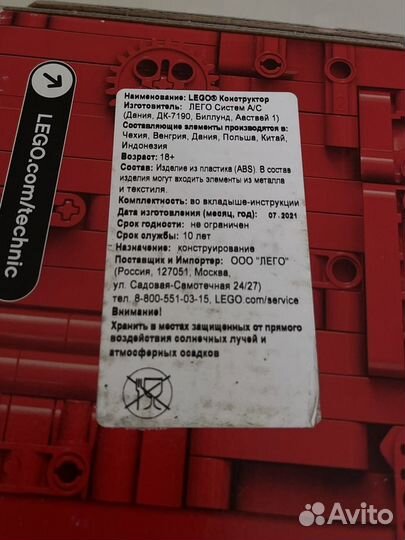 LEGO.com/technic
Наименование: LEGO® Конструктор
Изготовитель: ЛЕГО Систем А/С
(Дания, ДК-7190, Биллунд, Ааствей 1)
Составляющие элементы производятся в:
Чехия, Венгрия, Дания, Польша, Китай,
Индонезия
Возраст: 18+
Состав: Изделие из пластика (ABS). В состав
изделия могут входить элементы из металла
и текстиля.
Комплектность: во вкладыше-инструкции
Дата изготовления (месяц, год): 07.2021
Срок годности: не ограничен
Срок службы: 10 лет
Назначение: конструирование
Поставщик и Импортер: ООО "ЛЕГО"
(Россия, 127051, Москва,
ул. Садовая-Самотечная 24/27)
тел. 8-800-551-03-15, LEGO.com/service
Внимание!
Хранить в местах защищенных от прямого
воздействия солнечных лучей и
атмосферных осадков
Avito